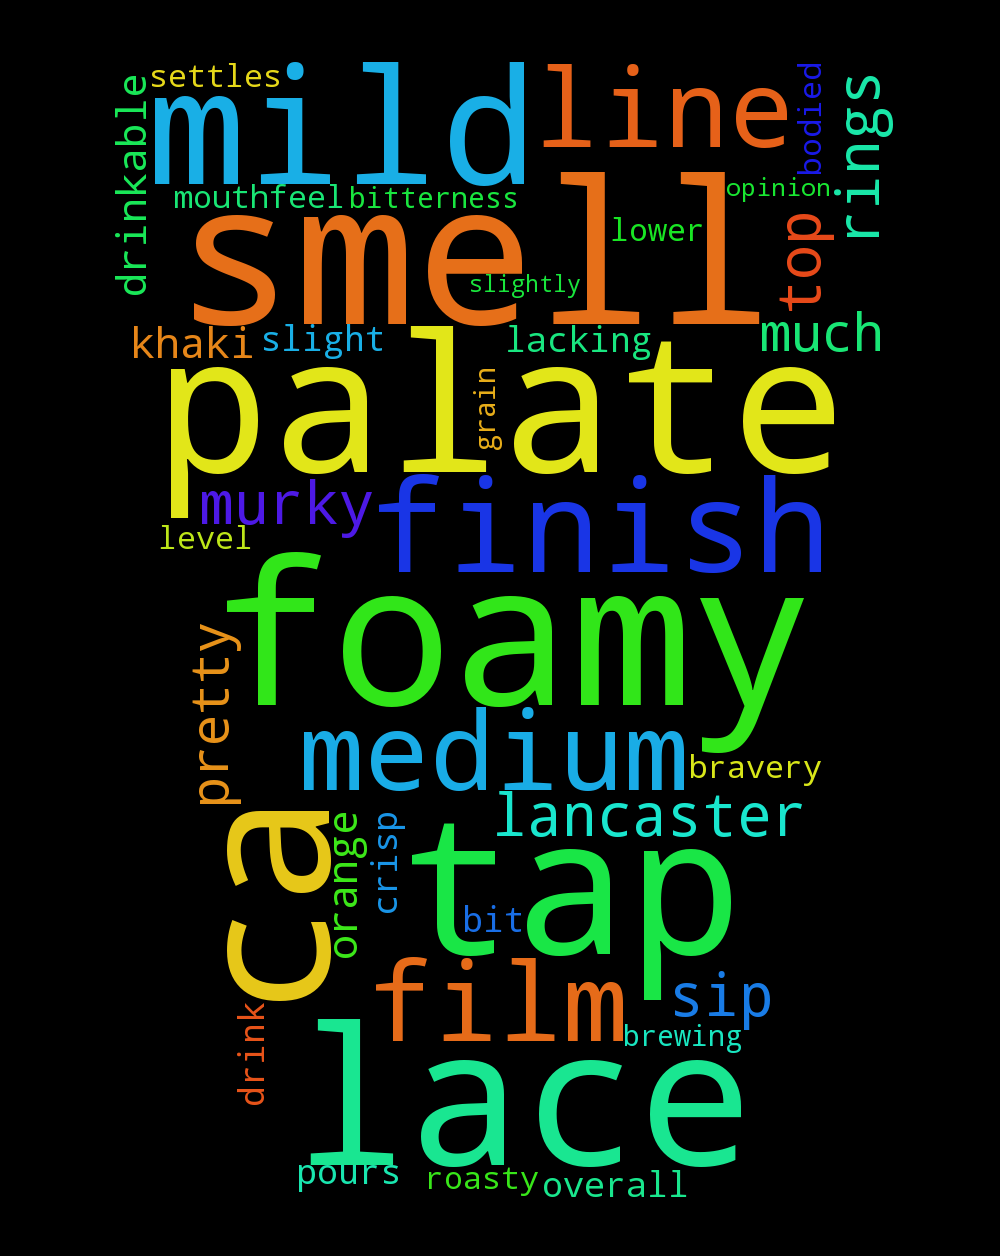 settles
mild
line
bodied
rings
drinkable
mouthfeel
bitterness
opinion
smell
lower
top
slightly
khaki
slight
lacking
much
palate
grain
murky
finish
level
foamy
pretty
medium
bravery
lancaster
ca
orange
crisp
tap
bit
film
sip
drink
brewing
lace
pours
roasty
overall